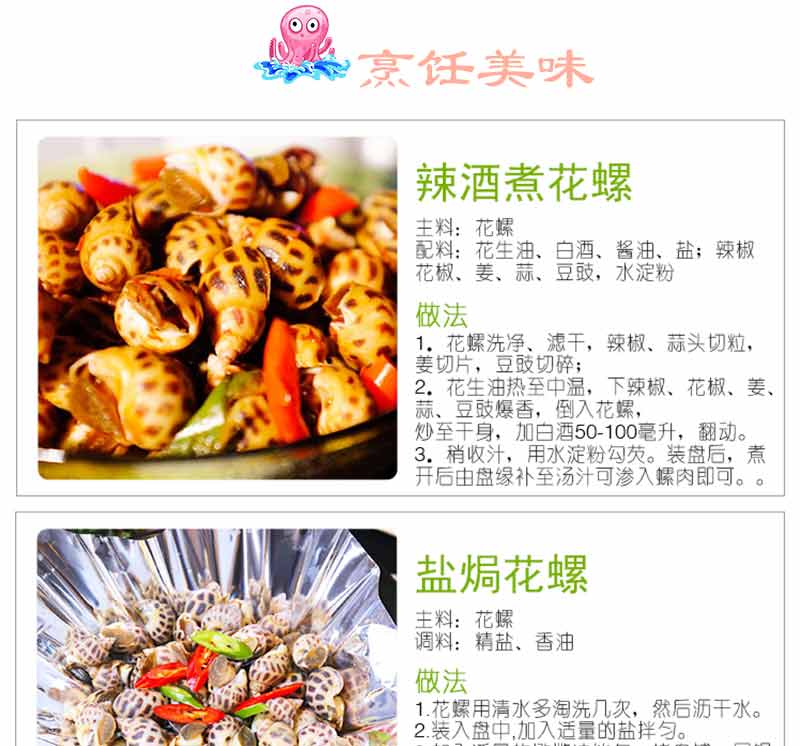 烹饪美味
辣酒煮花螺
主料：花螺
配料：花生油、白酒、酱油、盐；辣椒
花椒、姜、蒜、豆豉，水淀粉
做法
1。花螺洗净、滤干，辣椒、蒜头切粒，
姜切片，豆豉切碎；
2。花生油热至中温，下辣椒、花椒、姜、
蒜、豆豉爆香，倒入花螺，
炒至干身，加白酒50-100毫升，翻动。
3。稍收汁，用水淀粉勾芡。装盘后，煮
开后由盘缘补至汤汁可渗入螺肉即可。。
盐焗花螺
主料：花螺
调料：精盐、香油
做法
1.花螺用清水多淘洗几次，然后沥干水。
2.装入盘中,加入适量的盐拌匀。